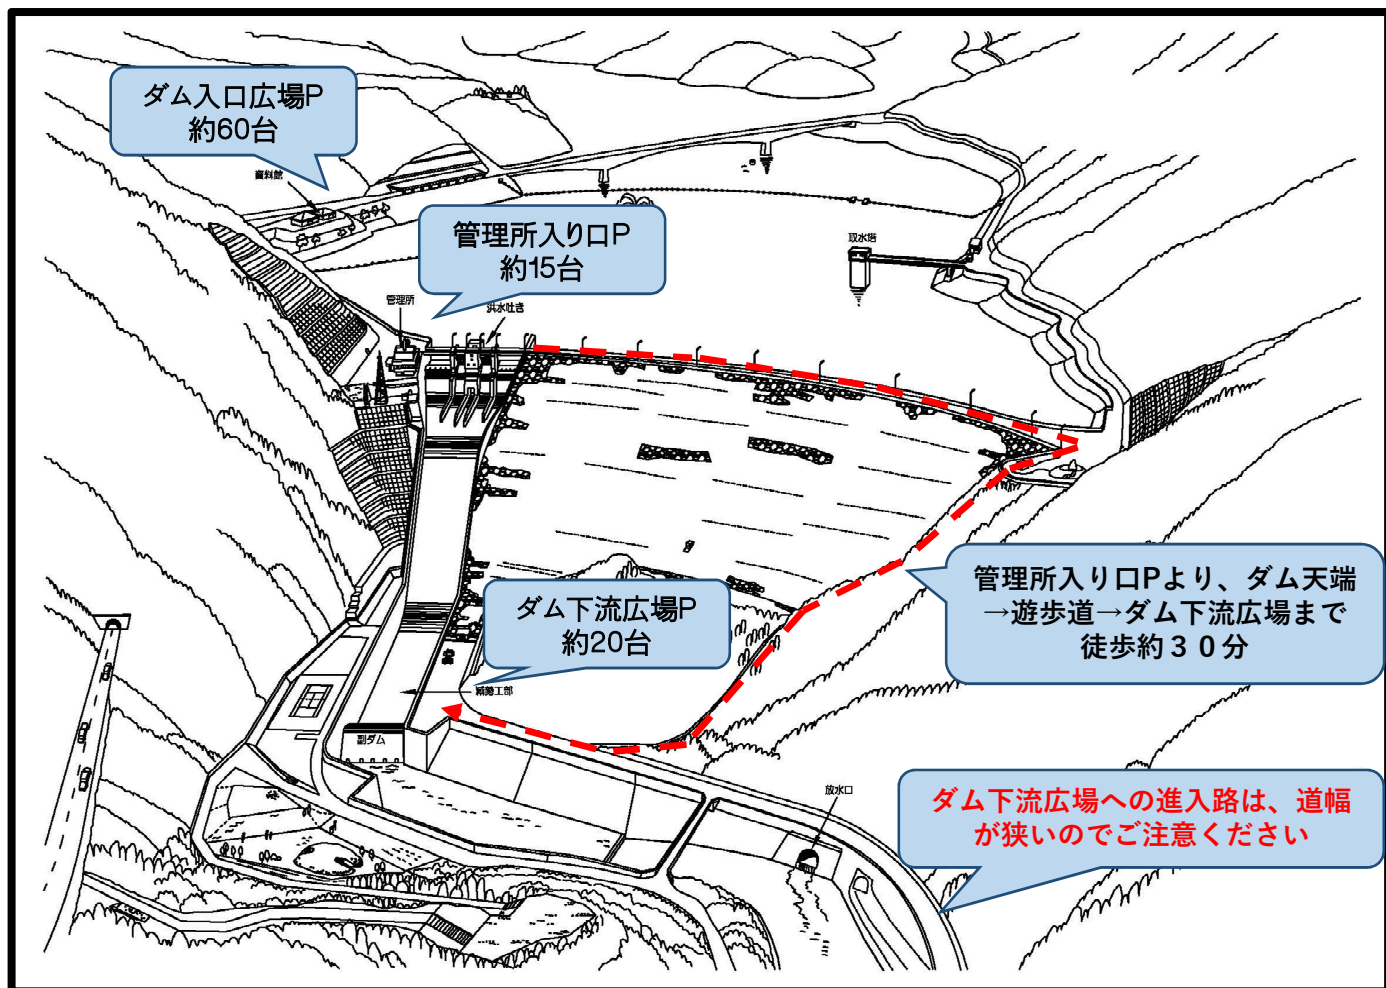 ダム入口広場P
約60台
資料館
管理所入り口P
約15台
取水塔
管理所
洪水吐き
管理所入り口Pより、ダム天端
→遊歩道→ダム下流広場まで
徒歩約３０分
ダム下流広場P
約20台
減勢工部
副ダム
放水口
ダム下流広場への進入路は、道幅
が狭いのでご注意ください